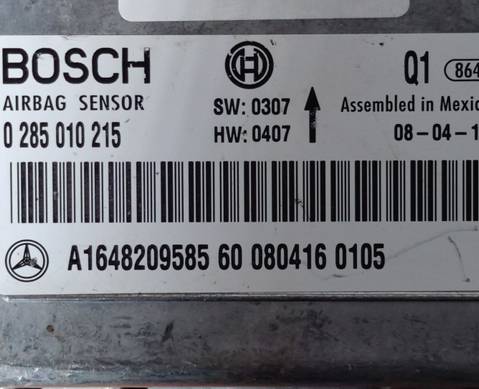 BOSCH
Q1 864
AIRBAG SENSOR SW: 0307 Assembled in Mexic
0 285 010 215 HW: 0407 08-04-1
A1648209585 60 080416 0105